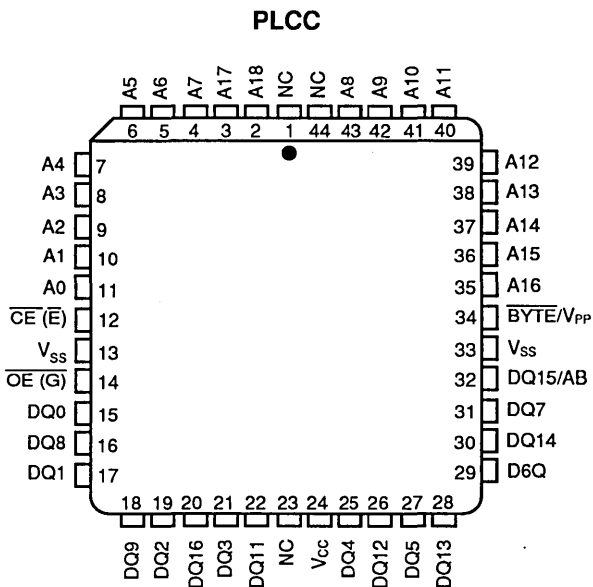 PLCC
A5 A6 A7 A17 A18 NC NC A8 A9 A10 A11
6 5 4 3 2 1 44 43 42 41 40
A4 7 39 A12
A3 8 38 A13
A2 9 37 A14
A1 10 36 A15
A0 11 35 A16
CE (E) 12 34 BYTE/VPP
VSS 13 33 VSS
OE (G) 14 32 DQ15/AB
DQ0 15 31 DQ7
DQ8 16 30 DQ14
DQ1 17 29 D6Q
18 19 20 21 22 23 24 25 26 27 28
DQ9 DQ2 DQ16 DQ3 DQ11 NC Vcc DQ4 DQ12 DQ5 DQ13